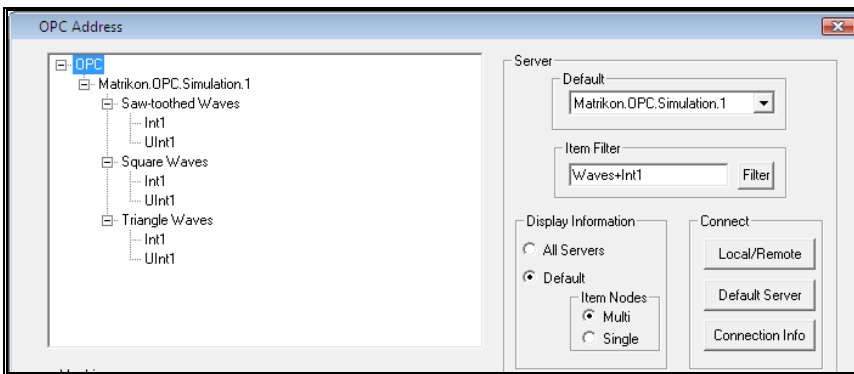 OPC Address
OPC
Matrikon.OPC.Simulation.1
Saw-toothed Waves
Int1
UInt1
Square Waves
Int1
UInt1
Triangle Waves
Int1
UInt1
Server
Default
Matrikon.OPC.Simulation.1
Item Filter
Waves+Int1
Filter
Display Information
All Servers
Default
Item Nodes
Multi
Single
Connect
Local/Remote
Default Server
Connection Info